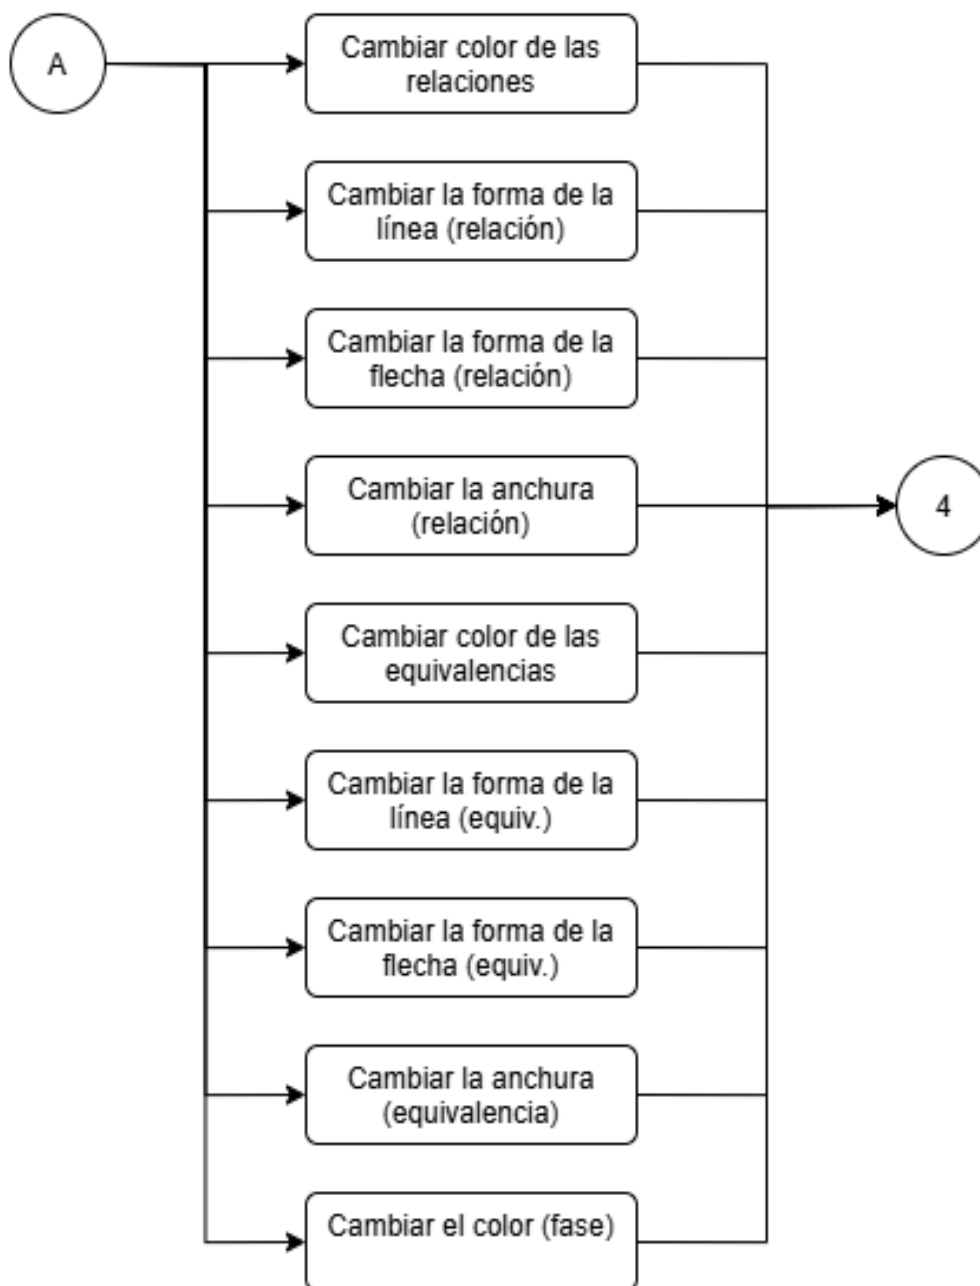 A
Cambiar color de las
relaciones
Cambiar la forma de la
línea (relación)
Cambiar la forma de la
flecha (relación)
Cambiar la anchura
(relación)
4
Cambiar color de las
equivalencias
Cambiar la forma de la
línea (equiv.)
Cambiar la forma de la
flecha (equiv.)
Cambiar la anchura
(equivalencia)
Cambiar el color (fase)